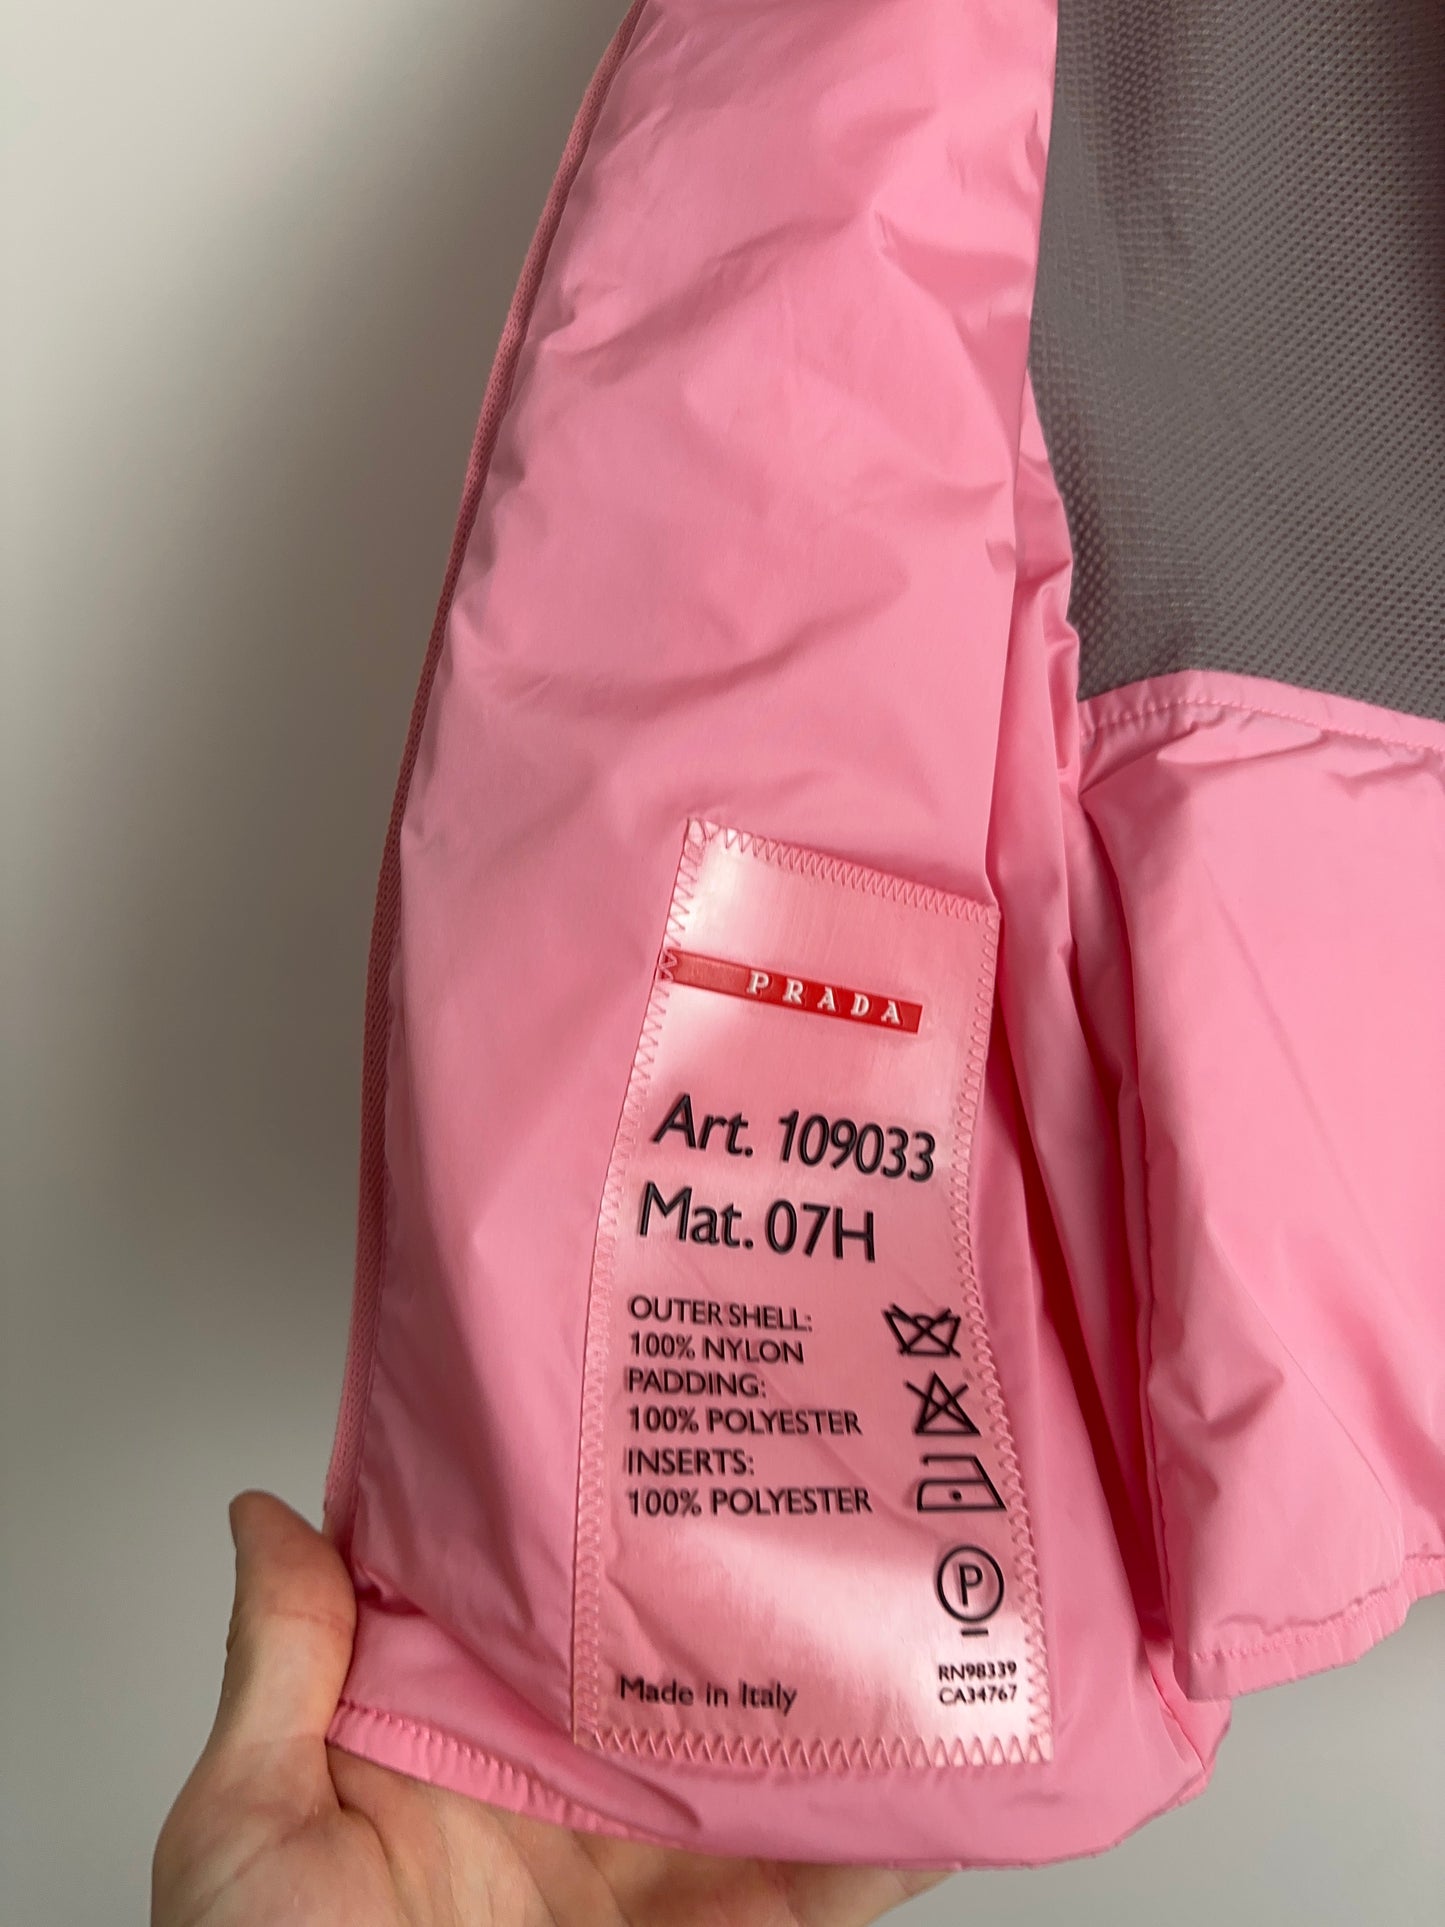 PRADA
Art. 109033
Mat. 07H
OUTER SHELL:
100% NYLON
PADDING:
100% POLYESTER
INSERTS:
100% POLYESTER
P
Made in Italy
RN98339
CA34767